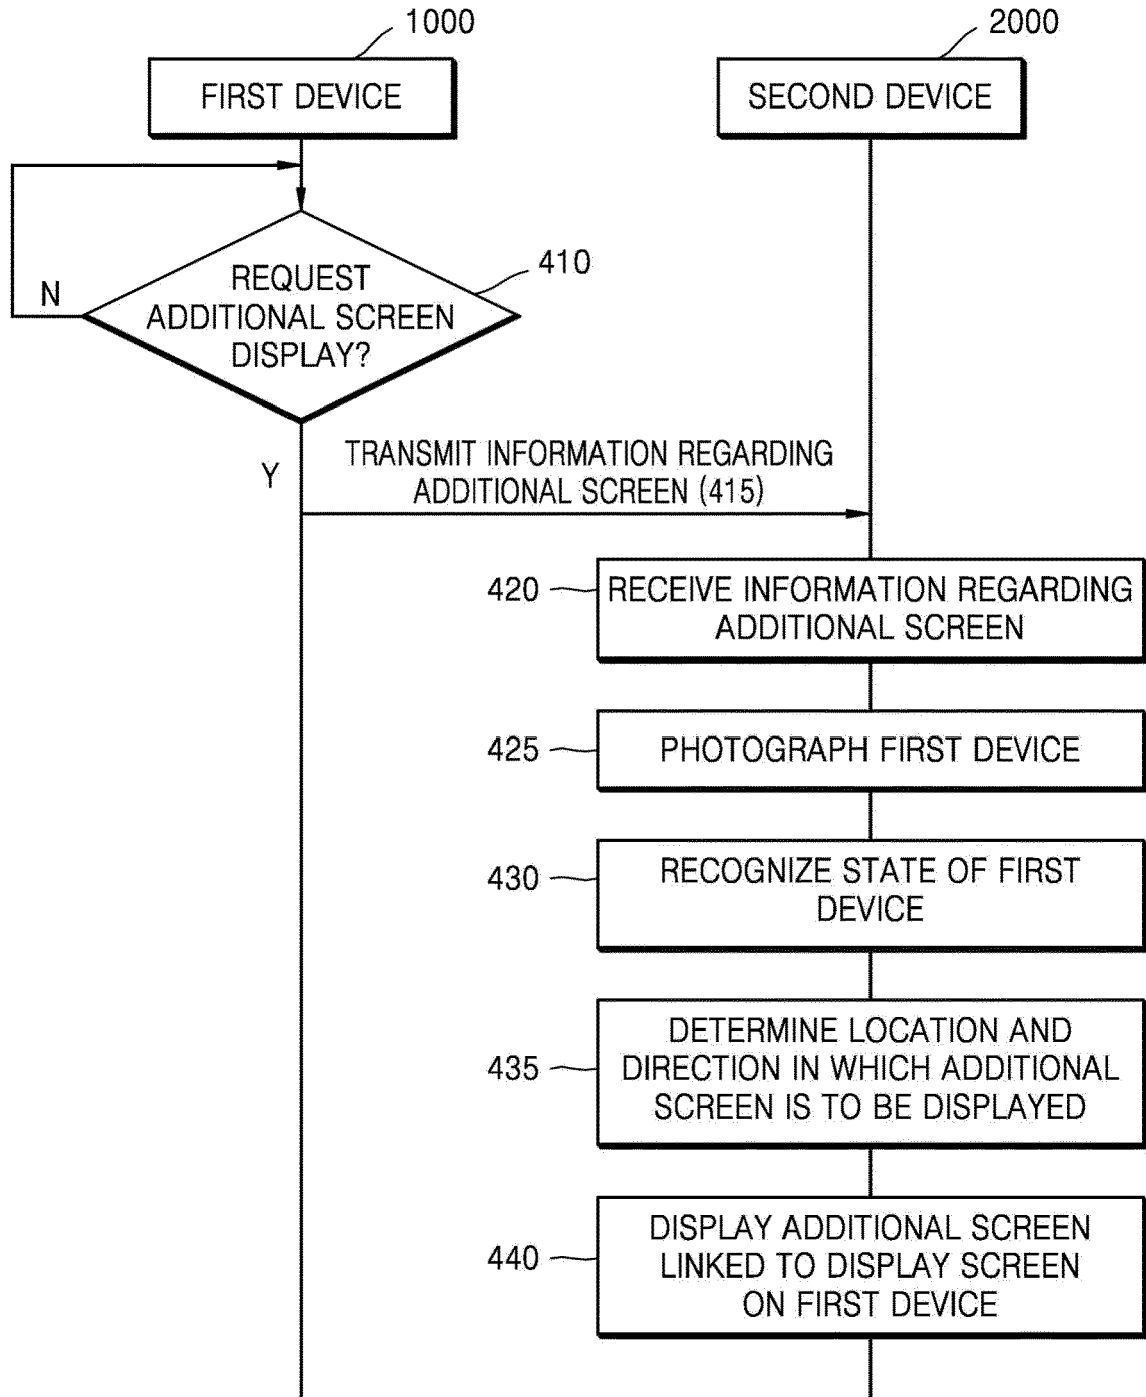 1000
2000
FIRST DEVICE
SECOND DEVICE
410
REQUEST
ADDITIONAL SCREEN
DISPLAY?
N
Y
TRANSMIT INFORMATION REGARDING
ADDITIONAL SCREEN (415)
420
RECEIVE INFORMATION REGARDING
ADDITIONAL SCREEN
425
PHOTOGRAPH FIRST DEVICE
430
RECOGNIZE STATE OF FIRST
DEVICE
435
DETERMINE LOCATION AND
DIRECTION IN WHICH ADDITIONAL
SCREEN IS TO BE DISPLAYED
440
DISPLAY ADDITIONAL SCREEN
LINKED TO DISPLAY SCREEN
ON FIRST DEVICE